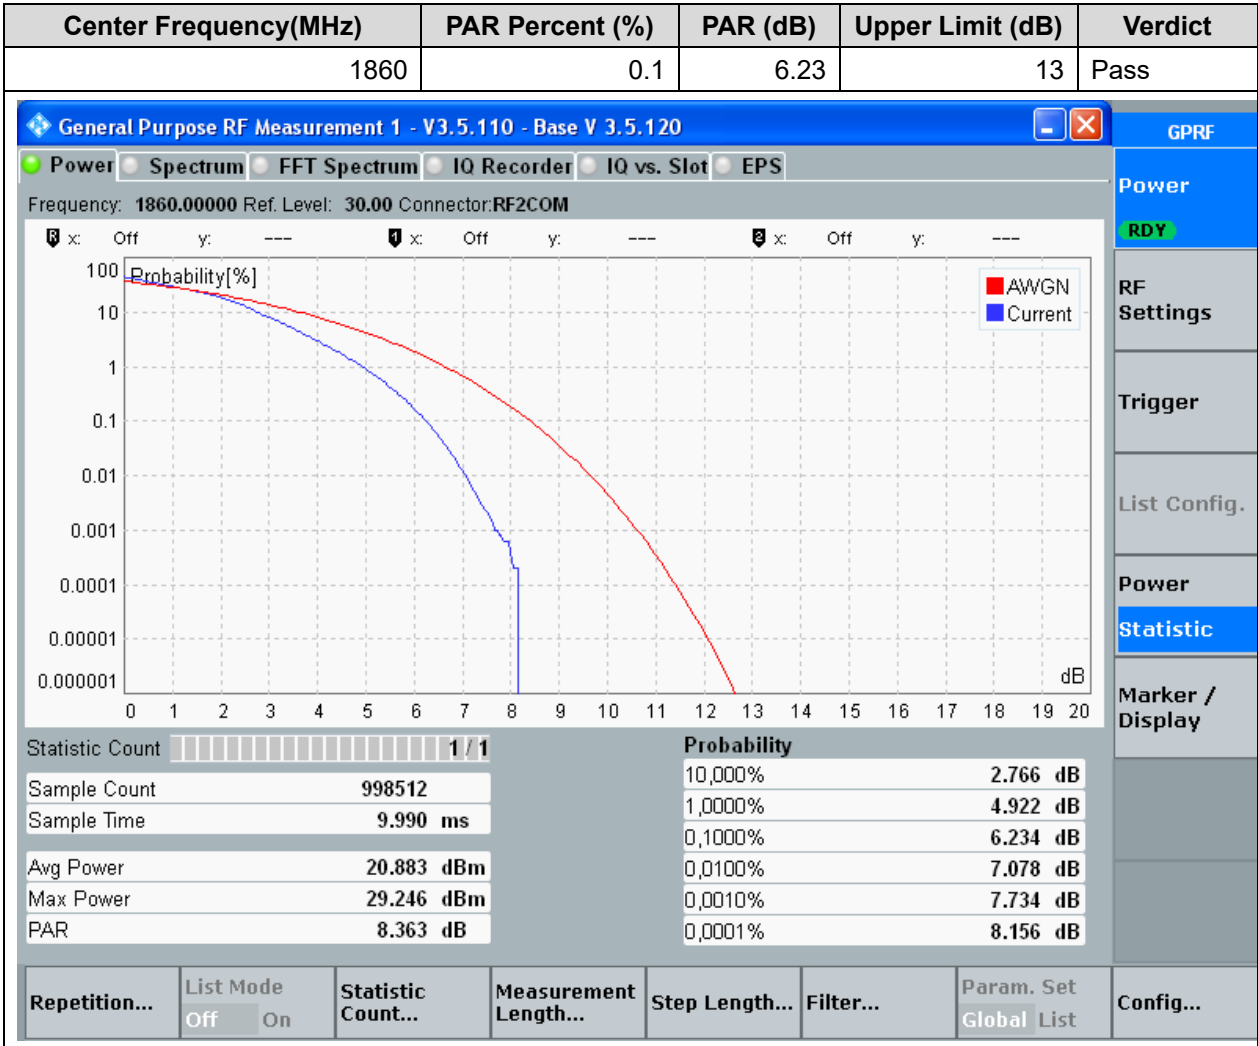 Center Frequency(MHz) PAR Percent (%) PAR (dB) Upper Limit (dB) Verdict
1860 0.1 6.23 13 Pass
General Purpose RF Measurement 1 - V3.5.110 - Base V 3.5.120
GPRF
Power Spectrum FFT Spectrum IQ Recorder IQ vs. Slot EPS
Frequency: 1860.00000 Ref. Level: 30.00 Connector:RF2COM
R x: Off y: --- 1 x: Off y: --- 2 x: Off y: ---
Probability[%]
AWGN
Current
100
10
1
0.1
0.01
0.001
0.0001
0.00001
0.000001
dB
0 1 2 3 4 5 6 7 8 9 10 11 12 13 14 15 16 17 18 19 20
Statistic Count 1 / 1
Sample Count 998512
Sample Time 9.990 ms
Avg Power 20.883 dBm
Max Power 29.246 dBm
PAR 8.363 dB
Probability
10,000% 2.766 dB
1,0000% 4.922 dB
0,1000% 6.234 dB
0,0100% 7.078 dB
0,0010% 7.734 dB
0,0001% 8.156 dB
Power
RDY
RF
Settings
Trigger
List Config.
Power
Statistic
Marker /
Display
Repetition...
List Mode
Off On
Statistic
Count...
Measurement
Length...
Step Length...
Filter...
Param. Set
Global List
Config...